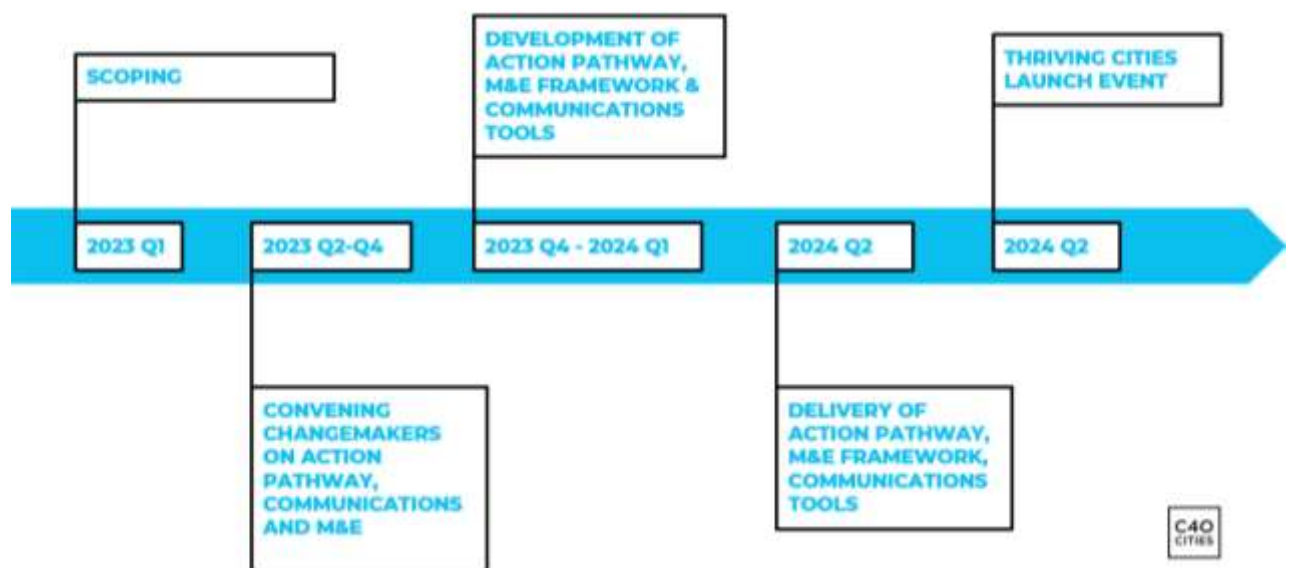 SCOPING
DEVELOPMENT OF
ACTION PATHWAY,
M&E FRAMEWORK &
COMMUNICATIONS
TOOLS
THRIVING CITIES
LAUNCH EVENT
2023 Q1
2023 Q2-Q4
2023 Q4 - 2024 Q1
2024 Q2
2024 Q2
CONVENING
CHANGEMAKERS
ON ACTION
PATHWAY,
COMMUNICATIONS
AND M&E
DELIVERY OF
ACTION PATHWAY,
M&E FRAMEWORK,
COMMUNICATIONS
TOOLS
C40
CITIES